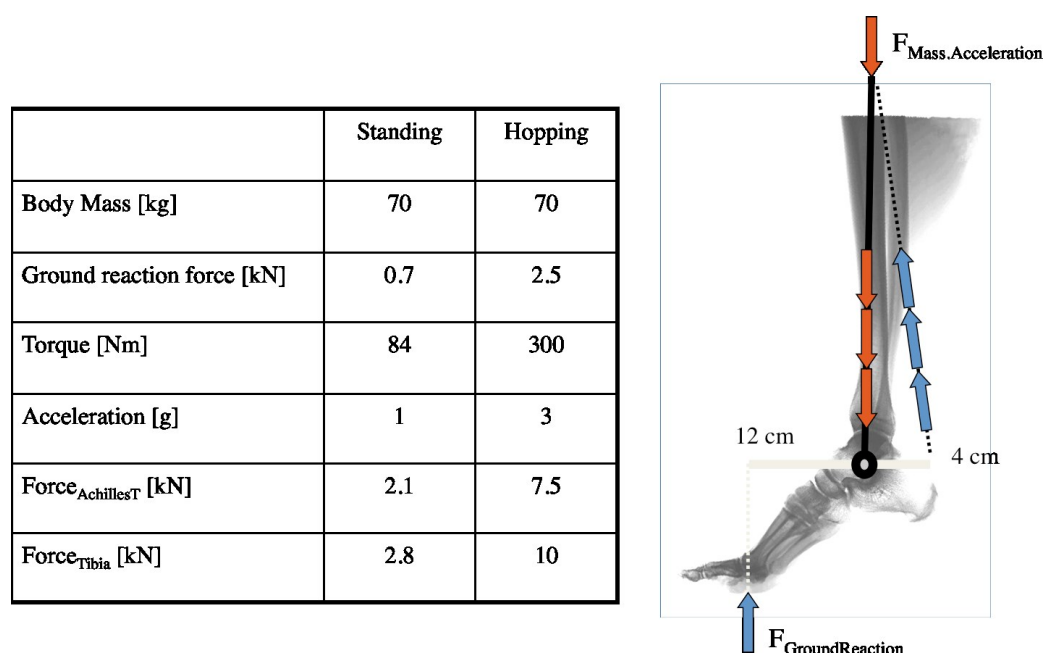 Standing Hopping
Body Mass [kg] 70 70
Ground reaction force [kN] 0.7 2.5
Torque [Nm] 84 300
Acceleration [g] 1 3
Force_AchillesT [kN] 2.1 7.5
Force_Tibia [kN] 2.8 10
F_Mass.Acceleration
12 cm
4 cm
F_GroundReaction